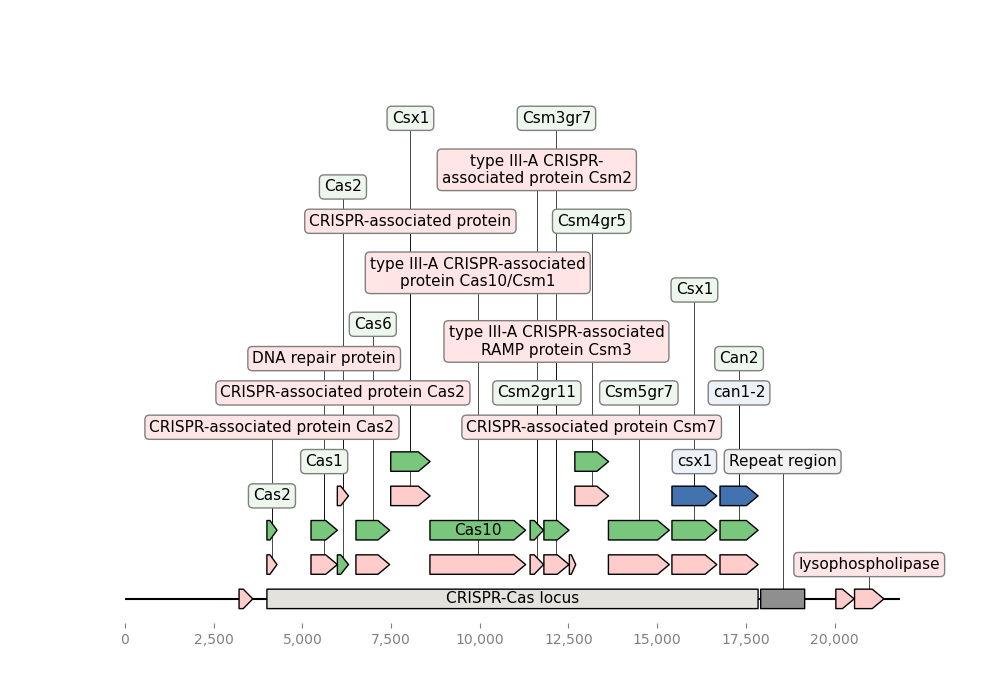 Csx1
Csm3gr7
type III-A CRISPR-
associated protein Csm2
Cas2
CRISPR-associated protein
Csm4gr5
type III-A CRISPR-associated
protein Cas10/Csm1
Csx1
Cas6
type III-A CRISPR-associated
RAMP protein Csm3
DNA repair protein
Can2
CRISPR-associated protein Cas2
Csm2gr11
Csm5gr7
can1-2
CRISPR-associated protein Cas2
CRISPR-associated protein Csm7
Cas1
csx1
Repeat region
Cas2
Cas10
lysophospholipase
CRISPR-Cas locus
0
2,500
5,000
7,500
10,000
12,500
15,000
17,500
20,000